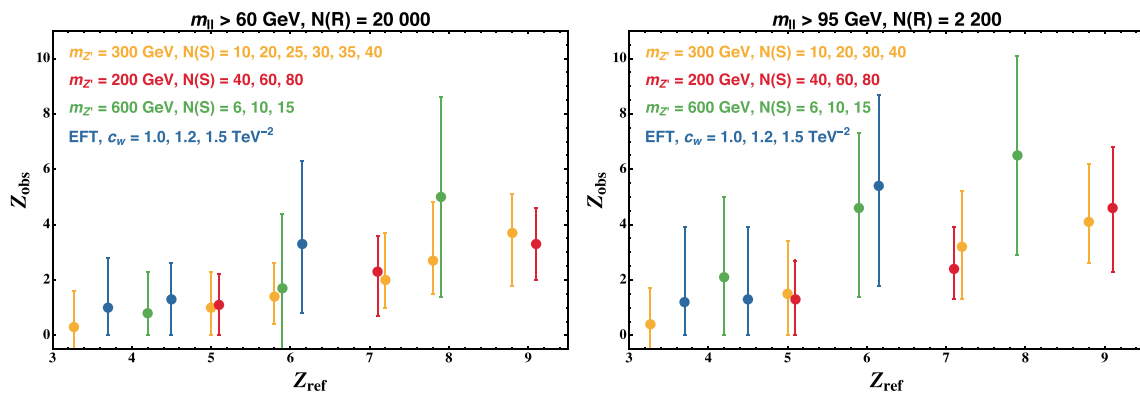 m_ll > 60 GeV, N(R) = 20 000
m_Z' = 300 GeV, N(S) = 10, 20, 25, 30, 35, 40
m_Z' = 200 GeV, N(S) = 40, 60, 80
m_Z' = 600 GeV, N(S) = 6, 10, 15
EFT, c_w = 1.0, 1.2, 1.5 TeV⁻²
Z_obs
10
8
6
4
2
0
3 4 5 6 7 8 9
Z_ref
m_ll > 95 GeV, N(R) = 2 200
m_Z' = 300 GeV, N(S) = 10, 20, 30, 40
m_Z' = 200 GeV, N(S) = 40, 60, 80
m_Z' = 600 GeV, N(S) = 6, 10, 15
EFT, c_w = 1.0, 1.2, 1.5 TeV⁻²
Z_obs
10
8
6
4
2
0
3 4 5 6 7 8 9
Z_ref